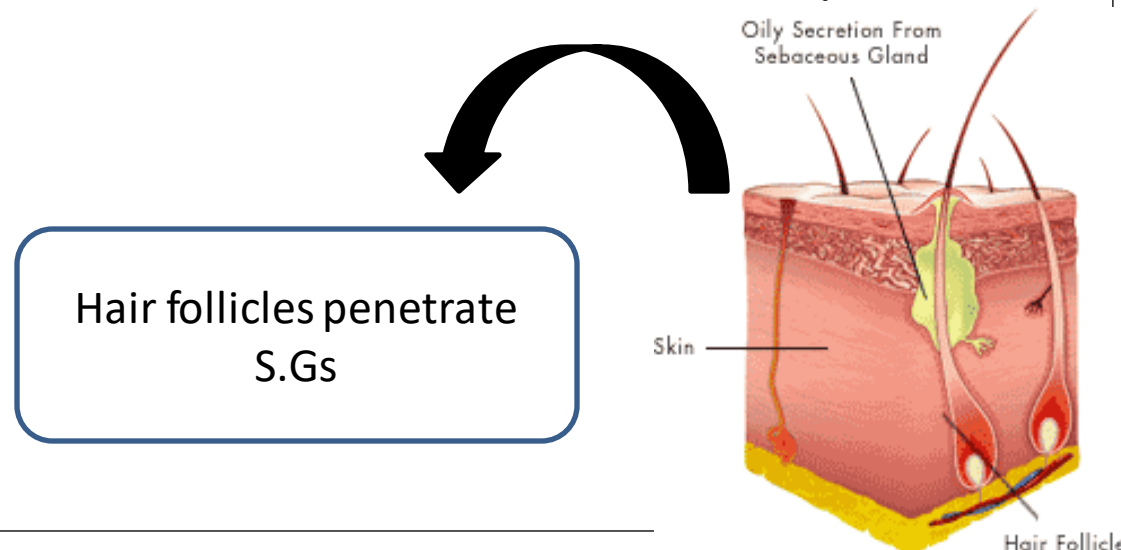 Oily Secretion From
Sebaceous Gland
Hair follicles penetrate
S.Gs
Skin
Hair Follicle